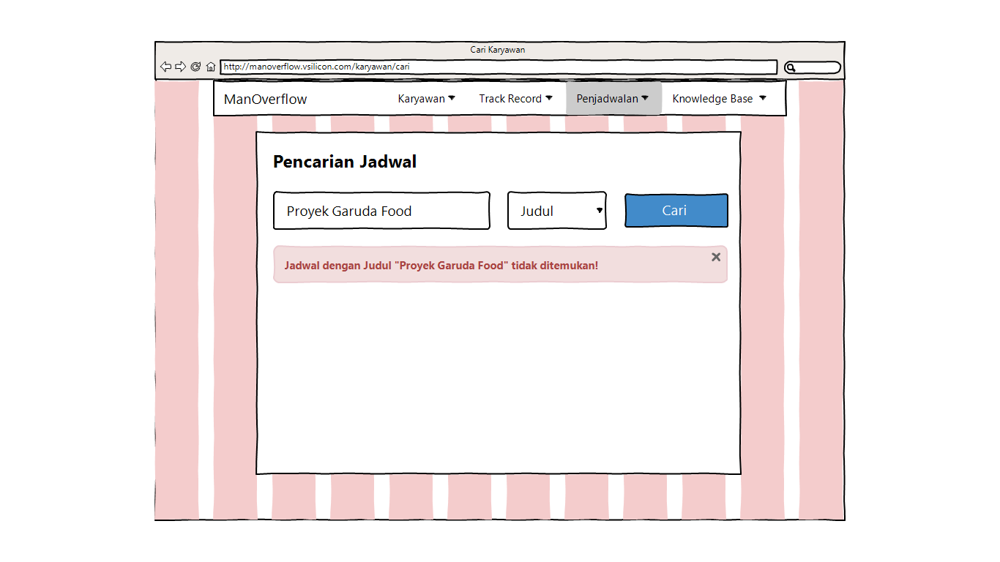 Cari Karyawan
http://manoverflow.vsilicon.com/karyawan/cari
ManOverflow Karyawan Track Record Penjadwalan Knowledge Base
Pencarian Jadwal
Proyek Garuda Food Judul Cari
Jadwal dengan Judul "Proyek Garuda Food" tidak ditemukan!